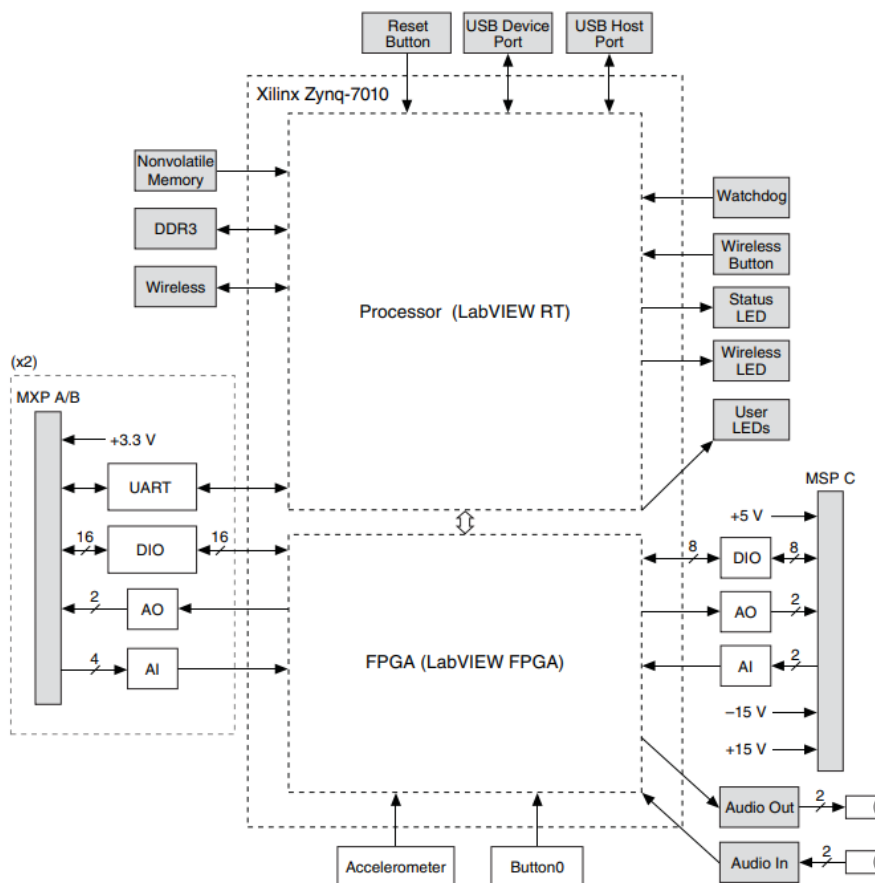 Reset
Button
USB Device
Port
USB Host
Port
Xilinx Zynq-7010
Nonvolatile
Memory
DDR3
Wireless
Processor (LabVIEW RT)
Watchdog
Wireless
Button
Status
LED
Wireless
LED
User
LEDs
(x2)
MXP A/B
+3.3 V
UART
16
DIO
16
2
AO
4
AI
FPGA (LabVIEW FPGA)
MSP C
+5 V
8
DIO
8
AO
2
AI
2
–15 V
+15 V
Audio Out
2
Audio In
2
Accelerometer
Button0